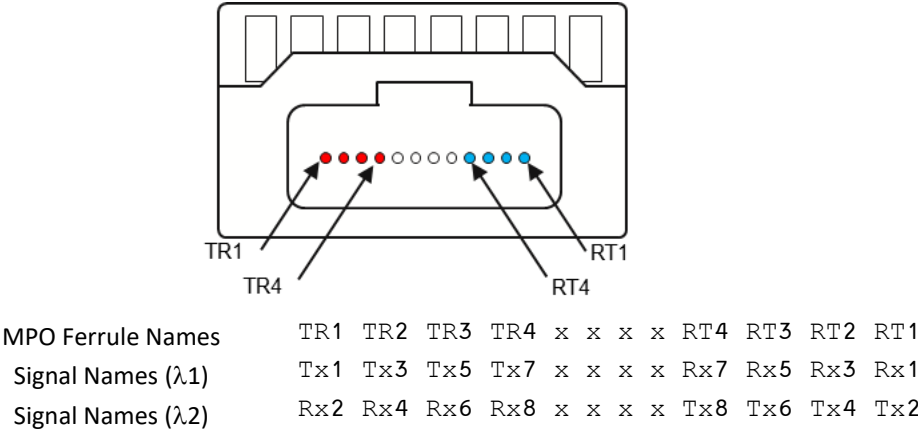 TR1
RT1
TR4
RT4
MPO Ferrule Names TR1 TR2 TR3 TR4 x x x x RT4 RT3 RT2 RT1
Signal Names (λ1) Tx1 Tx3 Tx5 Tx7 x x x x Rx7 Rx5 Rx3 Rx1
Signal Names (λ2) Rx2 Rx4 Rx6 Rx8 x x x x Tx8 Tx6 Tx4 Tx2